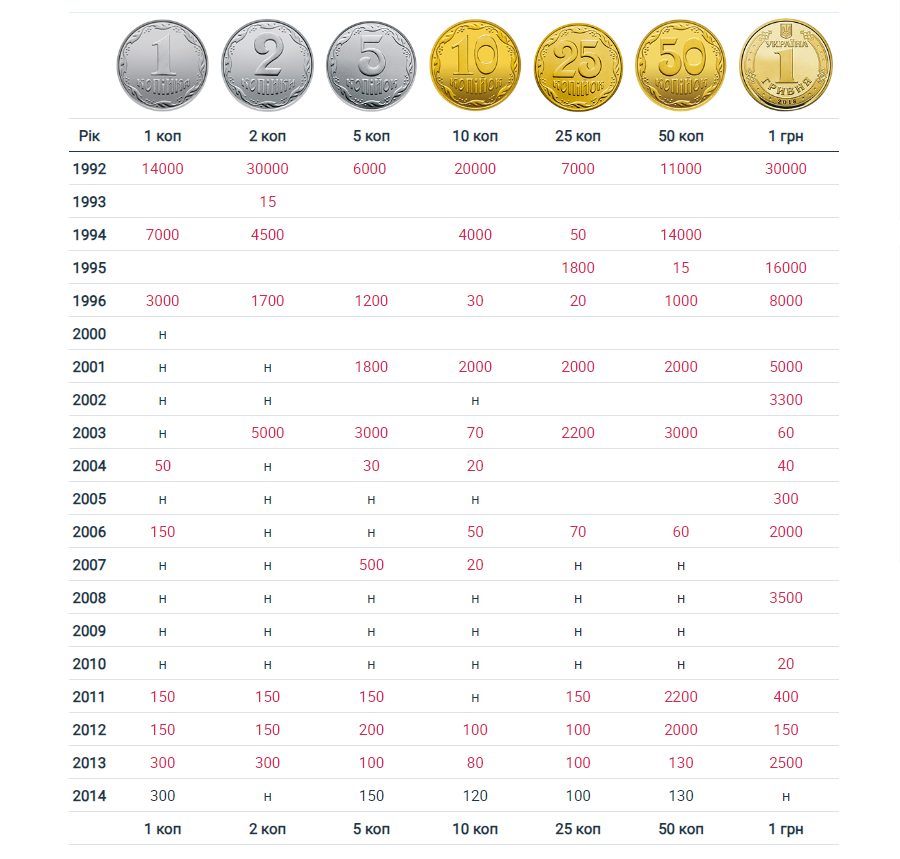 1 КОПІЙКА 2 КОПІЙКИ 5 КОПІЙОК 10 КОПІЙОК 25 КОПІЙОК 50 КОПІЙОК УКРАЇНА 1 ГРИВНЯ
Рік 1 коп 2 коп 5 коп 10 коп 25 коп 50 коп 1 грн
1992 14000 30000 6000 20000 7000 11000 30000
1993 15
1994 7000 4500 4000 50 14000
1995 1800 15 16000
1996 3000 1700 1200 30 20 1000 8000
2000 н
2001 н н 1800 2000 2000 2000 5000
2002 н н н 3300
2003 н 5000 3000 70 2200 3000 60
2004 50 н 30 20 40
2005 н н н н 300
2006 150 н н 50 70 60 2000
2007 н н 500 20 н н
2008 н н н н н н 3500
2009 н н н н н н
2010 н н н н н н 20
2011 150 150 150 н 150 2200 400
2012 150 150 200 100 100 2000 150
2013 300 300 100 80 100 130 2500
2014 300 н 150 120 100 130 н
1 коп 2 коп 5 коп 10 коп 25 коп 50 коп 1 грн